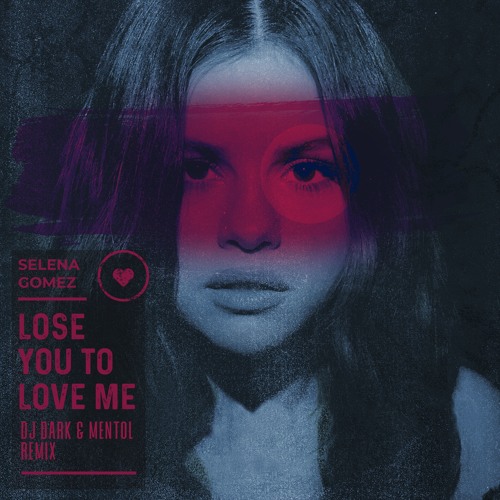 SELENA
GOMEZ
LOSE
YOU TO
LOVE ME
DJ DARK & MENTOL
REMIX